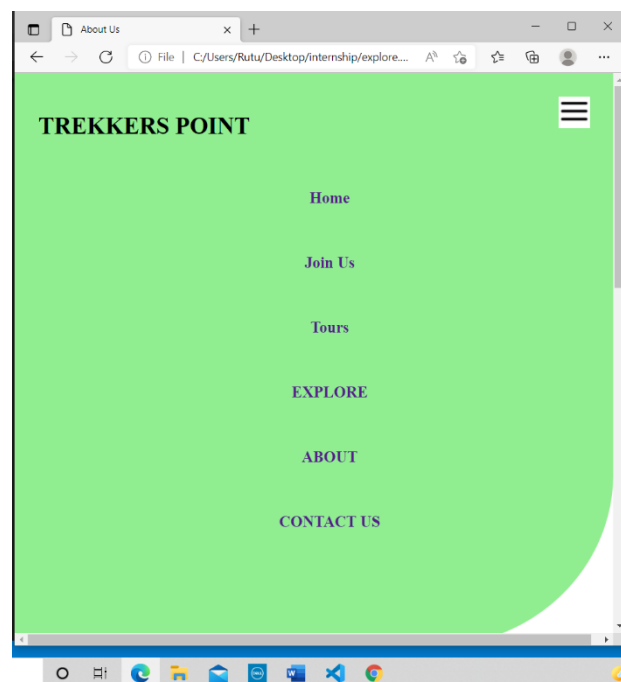 About Us
File | C:/Users/Rutu/Desktop/internship/explore....
TREKKERS POINT
Home
Join Us
Tours
EXPLORE
ABOUT
CONTACT US